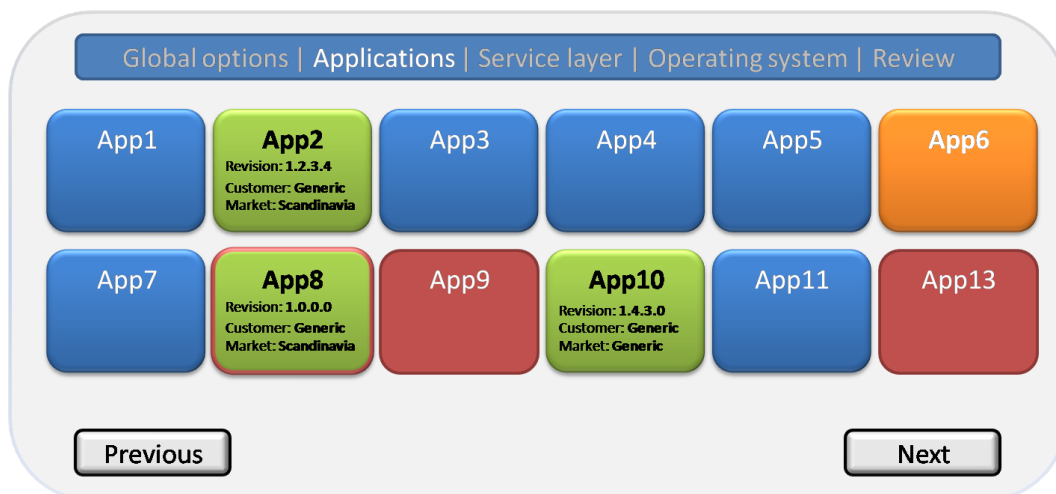 Global options | Applications | Service layer | Operating system | Review
App1
App2
Revision: 1.2.3.4
Customer: Generic
Market: Scandinavia
App3
App4
App5
App6
App7
App8
Revision: 1.0.0.0
Customer: Generic
Market: Scandinavia
App9
App10
Revision: 1.4.3.0
Customer: Generic
Market: Generic
App11
App13
Previous
Next